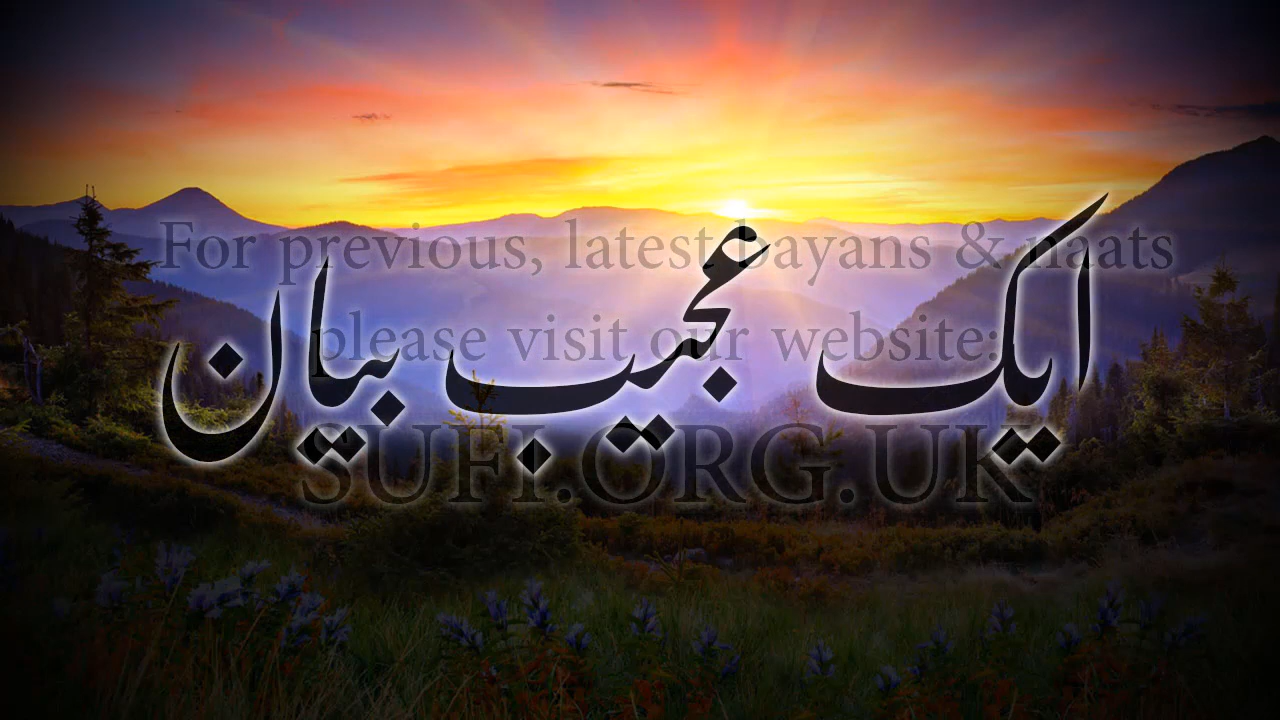 For previous, latest bayans & naats
please visit our website:
SUFI.ORG.UK
ایک عجیب بیان